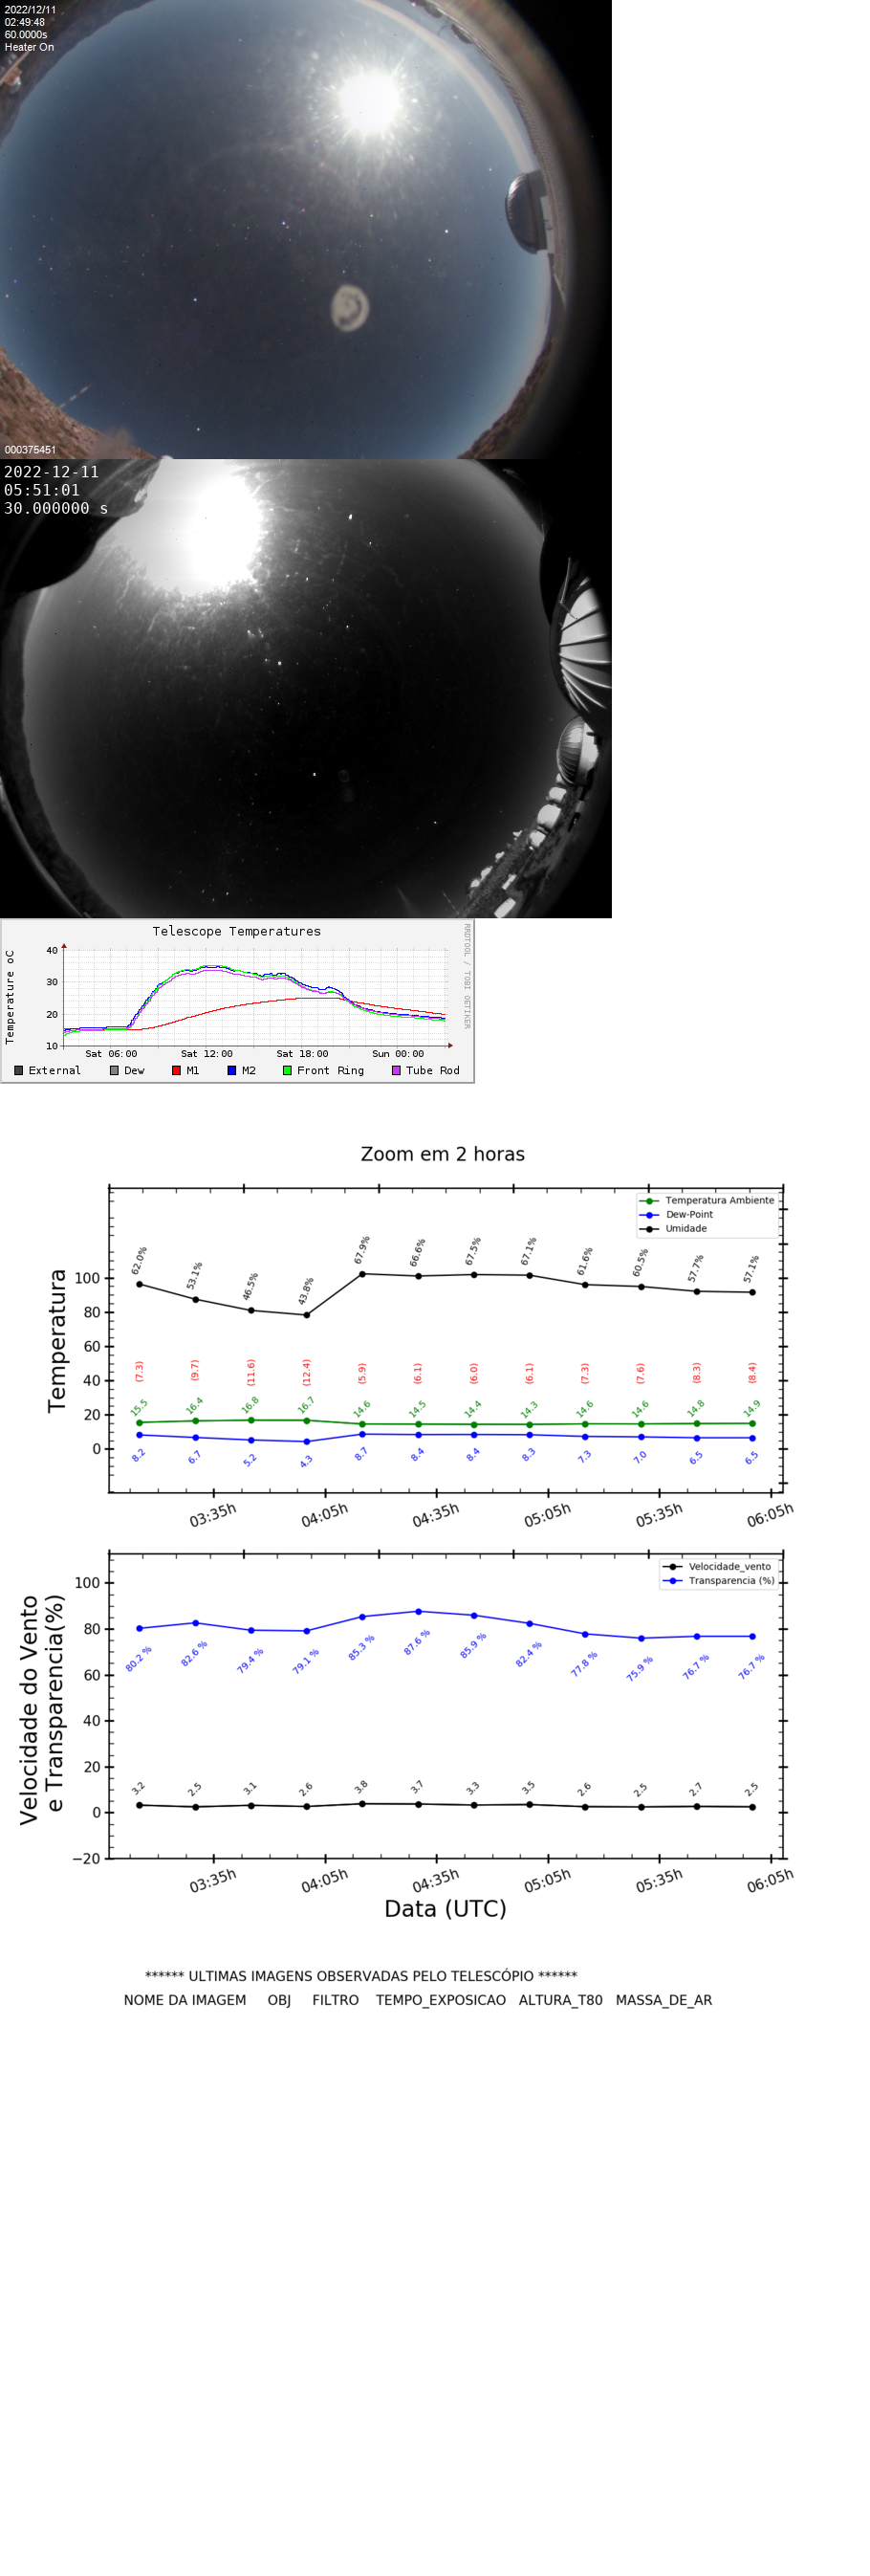 2022/12/11
02:49:48
60.0000s
Heater On
000375451
2022-12-11
05:51:01
30.000000 s
Telescope Temperatures
RRDTOOL / TOBI OETIKER
Temperature oC
40
30
20
10
Sat 06:00 Sat 12:00 Sat 18:00 Sun 00:00
External Dew M1 M2 Front Ring Tube Rod
Zoom em 2 horas
Temperatura Ambiente
Dew-Point
Umidade
Temperatura
100
80
60
40
20
0
62.0% 53.1% 46.5% 43.8% 67.9% 66.6% 67.5% 67.1% 61.6% 60.5% 57.7% 57.1%
(7.3) (9.7) (11.6) (12.4) (5.9) (6.1) (6.0) (6.1) (7.3) (7.6) (8.3) (8.4)
15.5 16.4 16.8 16.7 14.6 14.5 14.4 14.3 14.6 14.6 14.8 14.9
8.2 6.7 5.2 4.3 8.7 8.4 8.4 8.3 7.3 7.0 6.5 6.5
03:35h 04:05h 04:35h 05:05h 05:35h 06:05h
Velocidade_vento
Transparencia (%)
Velocidade do Vento
e Transparencia(%)
100
80
60
40
20
0
−20
80.2 % 82.6 % 79.4 % 79.1 % 85.3 % 87.6 % 85.9 % 82.4 % 77.8 % 75.9 % 76.7 % 76.7 %
3.2 2.5 3.1 2.6 3.8 3.7 3.3 3.5 2.6 2.5 2.7 2.5
03:35h 04:05h 04:35h 05:05h 05:35h 06:05h
Data (UTC)
****** ULTIMAS IMAGENS OBSERVADAS PELO TELESCÓPIO ******
NOME DA IMAGEM OBJ FILTRO TEMPO_EXPOSICAO ALTURA_T80 MASSA_DE_AR